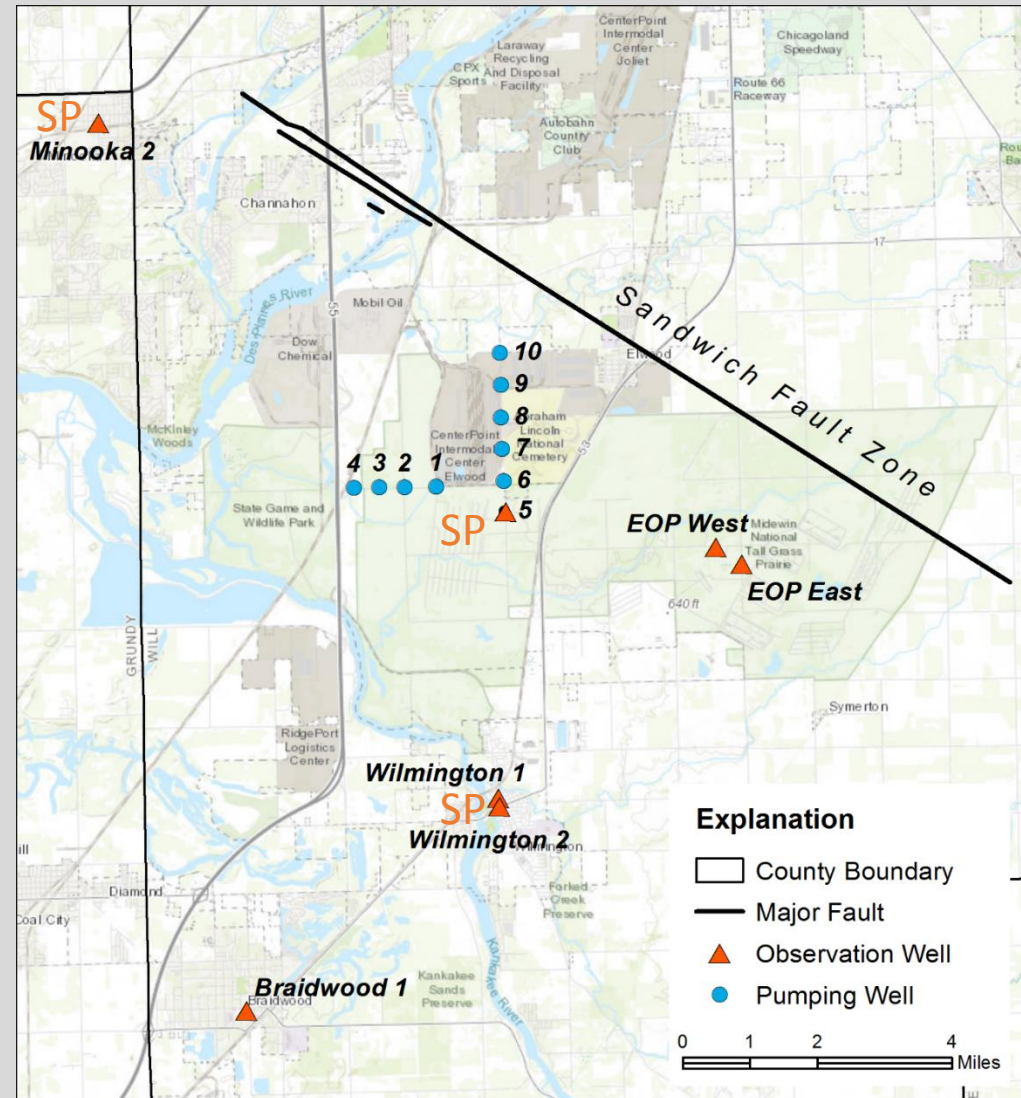 CenterPoint
Intermodal
Center
Joliet
Chicagoland
Speedway
Laraway
Recycling
And Disposal
Facility
CPX
Sports
Route 66
Raceway
SP
Minooka 2
Autobahn
Country
Club
Channahon
17
Des Plaines River
55
Mobil Oil
Sandwich Fault Zone
Dow
Chemical
Elwood
10
9
8
7
6
5
McKinley
Woods
CenterPoint
Intermodal
Center
Elwood
Lincoln
National
Cemetery
53
4 3 2 1
State Game and
Wildlife Park
SP
EOP West
Midewin
National
Tall Grass
Prairie
EOP East
640 ft
GRUNDY
WILL
Symerton
RidgePort
Logistics
Center
Wilmington 1
SP
Wilmington 2
Wilmington
Diamond
Coal City
Forked
Creek
Preserve
Kankakee River
Kankakee
Sands
Preserve
Braidwood 1
Braidwood
Explanation
County Boundary
Major Fault
Observation Well
Pumping Well
0 1 2 4
Miles